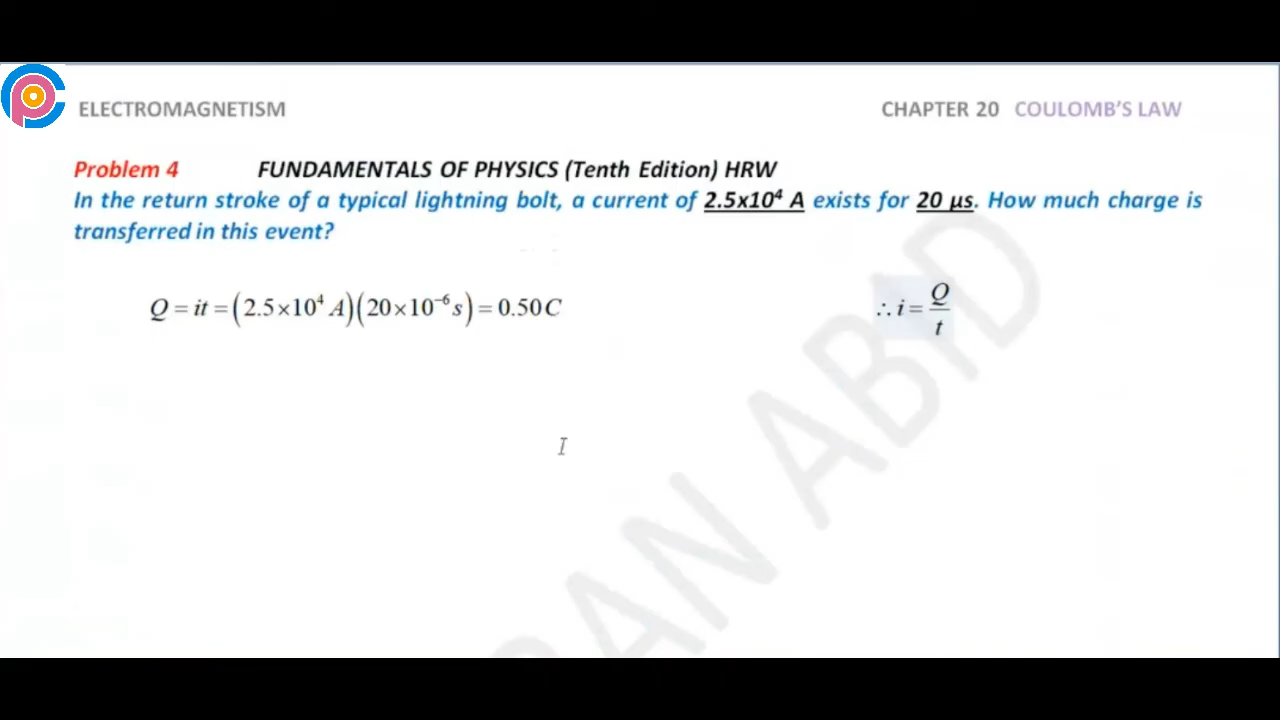 ELECTROMAGNETISM CHAPTER 20 COULOMB'S LAW
Problem 4 FUNDAMENTALS OF PHYSICS (Tenth Edition) HRW
In the return stroke of a typical lightning bolt, a current of 2.5x10⁴ A exists for 20 µs. How much charge is
transferred in this event?
Q = it = (2.5×10⁴ A)(20×10⁻⁶ s) = 0.50C ∴ i = Q/t
ABID